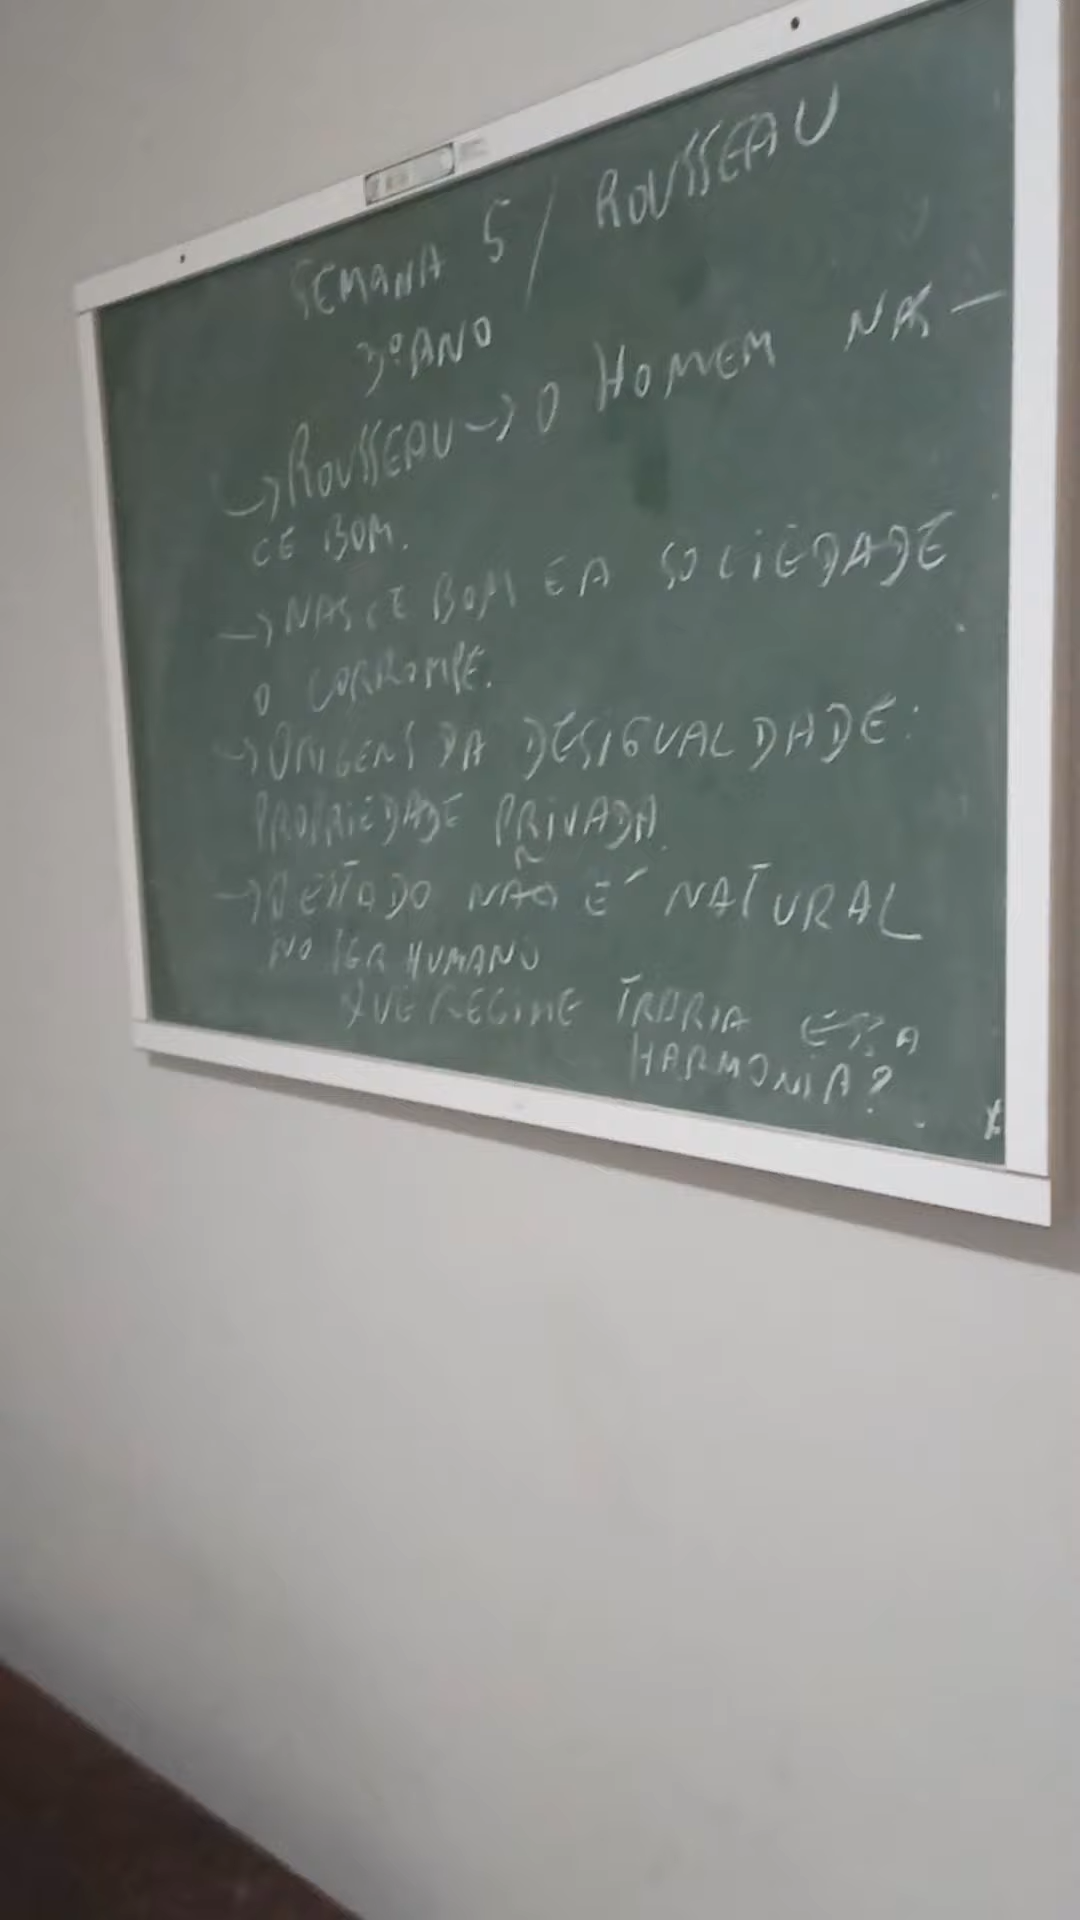 SEMANA 5 / ROUSSEAU
3º ANO
→ ROUSSEAU → O HOMEM NAS-
CE BOM.
→ NASCE BOM E A SOCIEDADE
O CORROMPE.
→ ORIGENS DA DESIGUALDADE:
PROPRIEDADE PRIVADA.
→ O ESTADO NÃO É NATURAL
NO SER HUMANO
QUE REGIME TRARIA ESSA
HARMONIA?